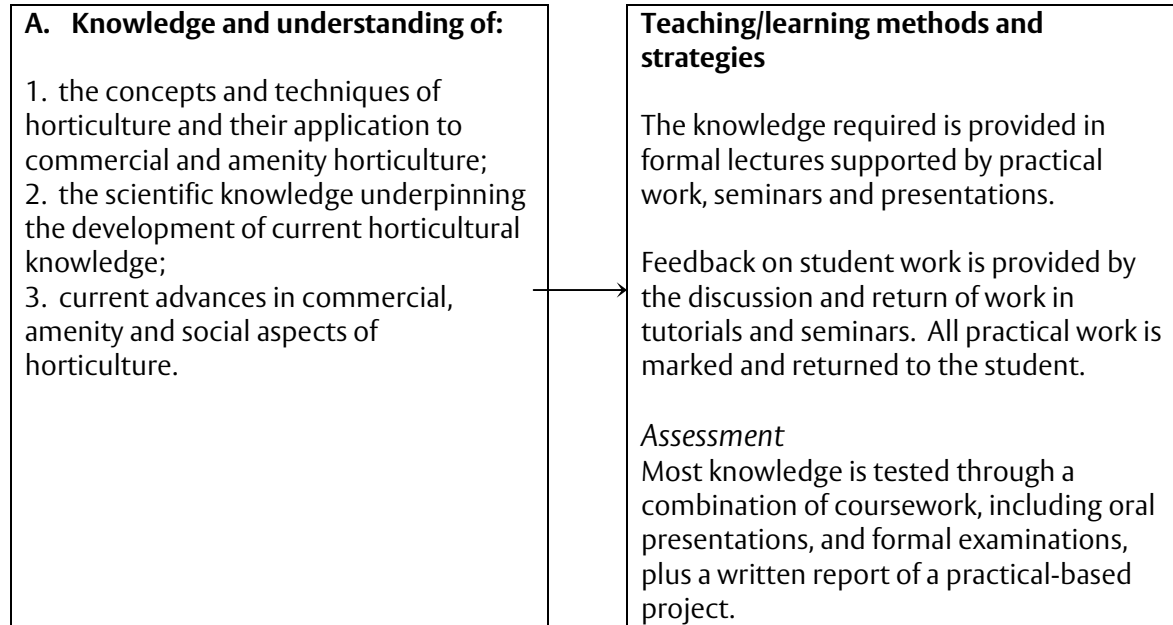 A. Knowledge and understanding of:
1. the concepts and techniques of
horticulture and their application to
commercial and amenity horticulture;
2. the scientific knowledge underpinning
the development of current horticultural
knowledge;
3. current advances in commercial,
amenity and social aspects of
horticulture.
Teaching/learning methods and
strategies
The knowledge required is provided in
formal lectures supported by practical
work, seminars and presentations.
Feedback on student work is provided by
the discussion and return of work in
tutorials and seminars. All practical work is
marked and returned to the student.
Assessment
Most knowledge is tested through a
combination of coursework, including oral
presentations, and formal examinations,
plus a written report of a practical-based
project.